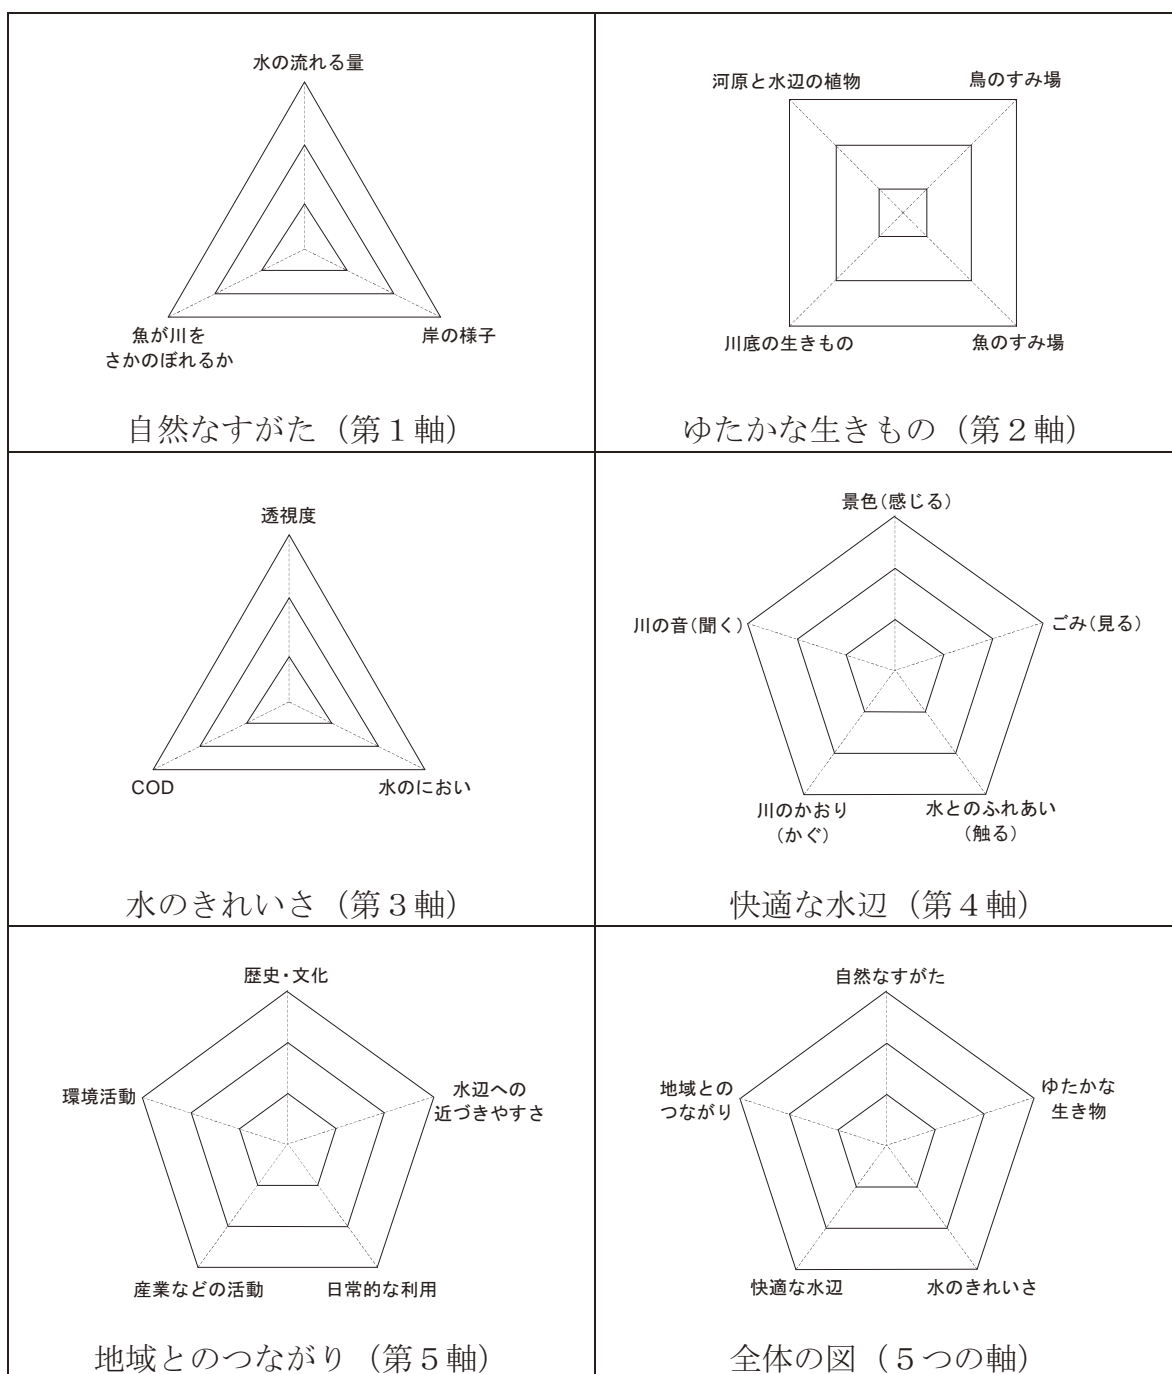 水の流れる量
魚が川を
さかのぼれるか
岸の様子
自然なすがた（第１軸）
河原と水辺の植物
鳥のすみ場
川底の生きもの
魚のすみ場
ゆたかな生きもの（第２軸）
透視度
COD
水のにおい
水のきれいさ（第３軸）
景色(感じる)
川の音(聞く)
ごみ(見る)
川のかおり
(かぐ)
水とのふれあい
(触る)
快適な水辺（第４軸）
歴史・文化
環境活動
水辺への
近づきやすさ
産業などの活動
日常的な利用
地域とのつながり（第５軸）
自然なすがた
地域との
つながり
ゆたかな
生き物
快適な水辺
水のきれいさ
全体の図（５つの軸）